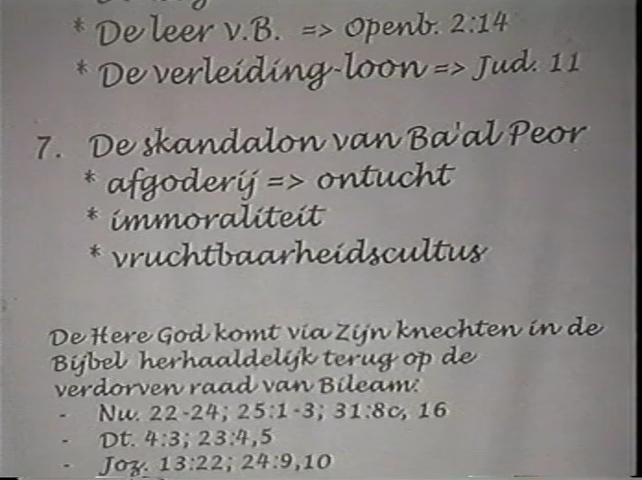 * De leer v.B. => Openb. 2:14
* De verleiding-loon => Jud. 11
7. De skandalon van Ba'al Peor
* afgoderij => ontucht
* immoraliteit
* vruchtbaarheidscultus
De Here God komt via Zijn knechten in de
Bijbel herhaaldelijk terug op de
verdorven raad van Bileam:
- Nu. 22-24; 25:1-3; 31:8c, 16
- Dt. 4:3; 23:4,5
- Joz. 13:22; 24:9,10